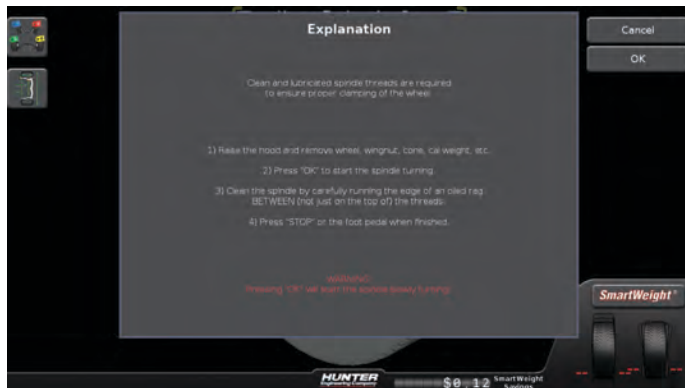 Explanation
Cancel
OK
Clean and lubricated spindle threads are required
to ensure proper clamping of the wheel.
1) Raise the hood and remove wheel, wingnut, cone, cal weight, etc.
2) Press "OK" to start the spindle turning.
3) Clean the spindle by carefully running the edge of an oiled rag
BETWEEN (not just on the top of) the threads.
4) Press "STOP" or the foot pedal when finished.
WARNING:
Pressing "OK" will start the spindle slowly turning!
SmartWeight®
HUNTER
Engineering Company
$0.12 SmartWeight
Savings